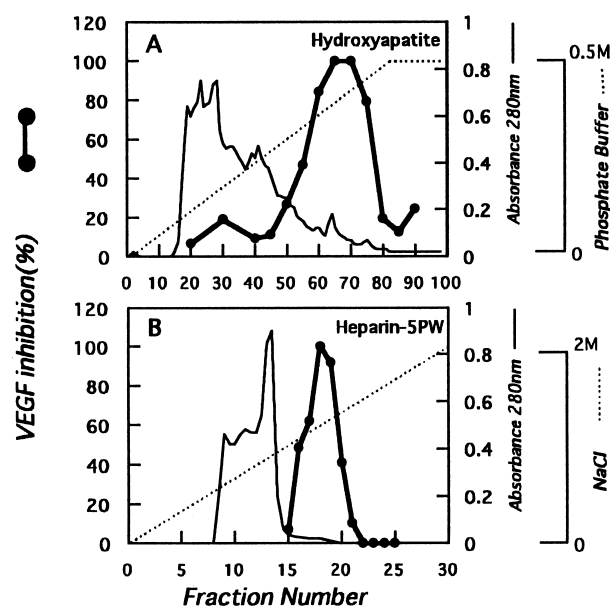 120
100
80
60
40
20
0
A
Hydroxyapatite
1
0.8
0.6
0.4
0.2
0
0.5M
0
Absorbance 280nm
Phosphate Buffer
0 10 20 30 40 50 60 70 80 90 100
VEGF inhibition(%)
120
100
80
60
40
20
0
B
Heparin-5PW
1
0.8
0.6
0.4
0.2
0
2M
0
Absorbance 280nm
NaCl
0 5 10 15 20 25 30
Fraction Number